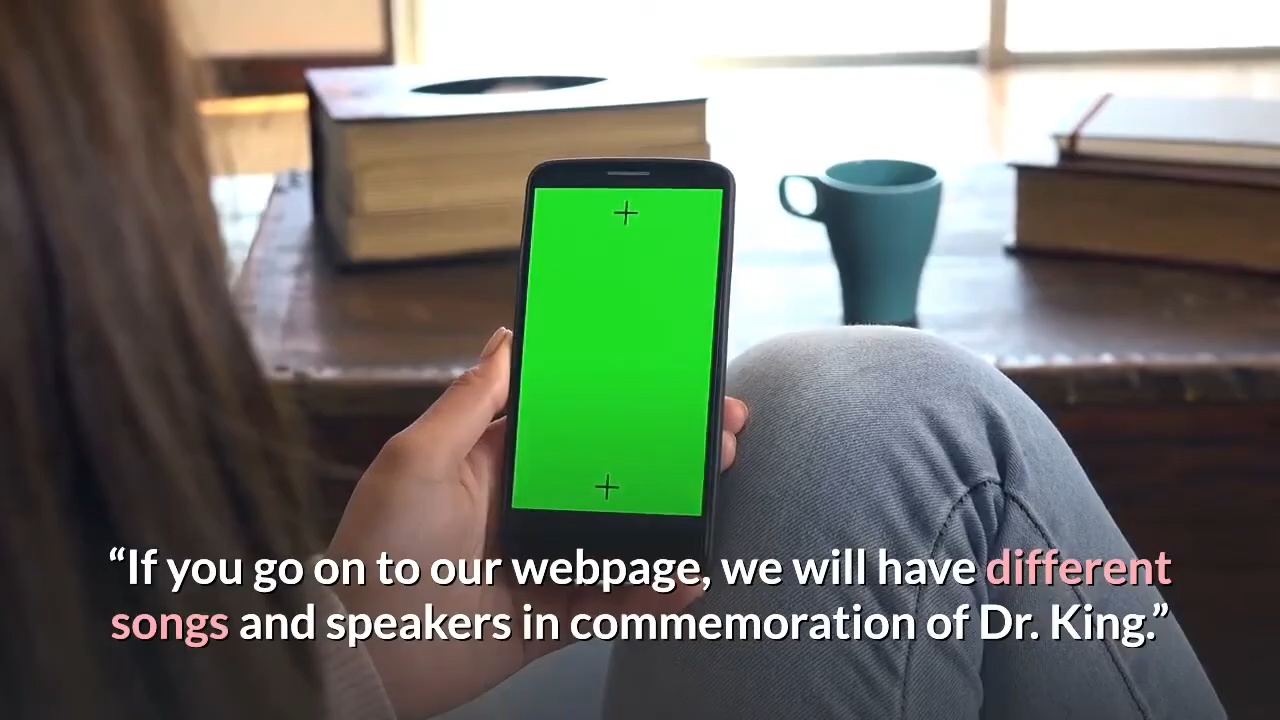 “If you go on to our webpage, we will have different
songs and speakers in commemoration of Dr. King.”